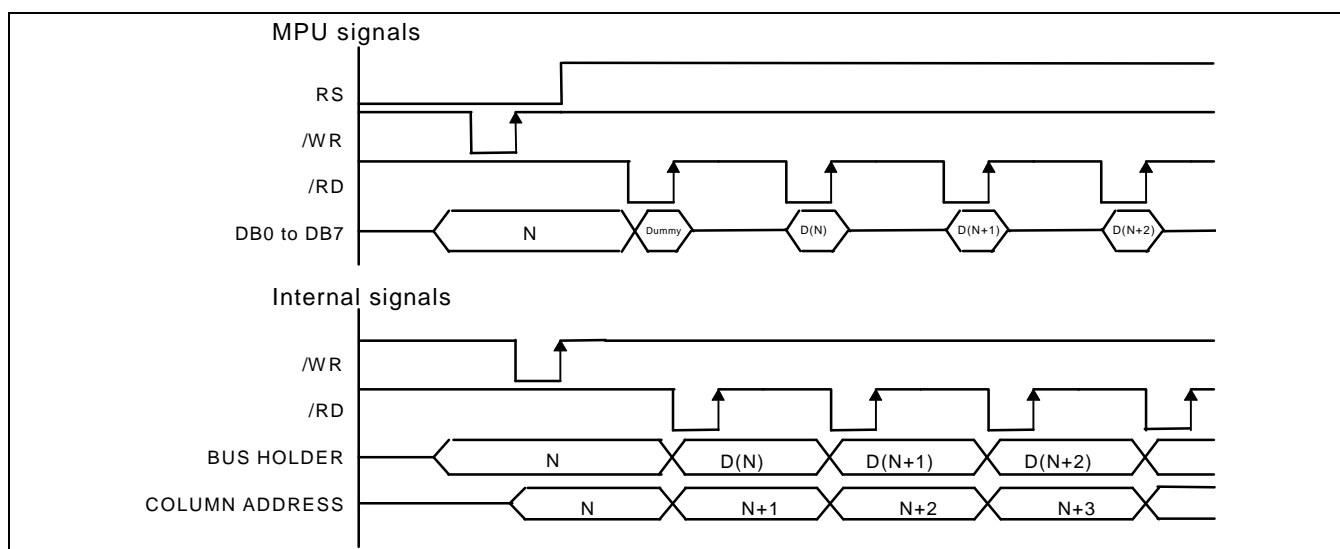 MPU signals
RS
/WR
/RD
DB0 to DB7
N
Dummy
D(N)
D(N+1)
D(N+2)
Internal signals
/WR
/RD
BUS HOLDER
N
D(N)
D(N+1)
D(N+2)
COLUMN ADDRESS
N
N+1
N+2
N+3